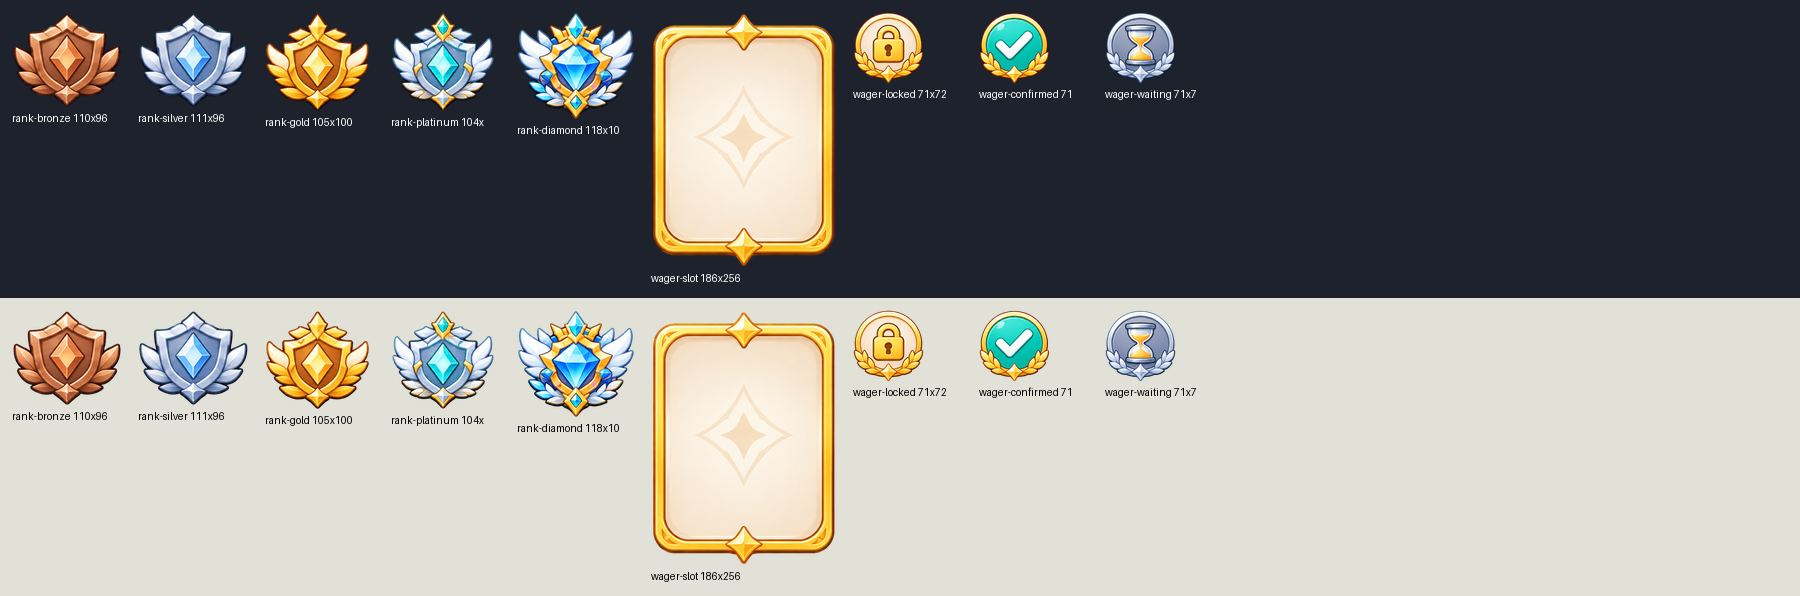 rank-bronze 110x96
rank-silver 111x96
rank-gold 105x100
rank-platinum 104x
rank-diamond 118x10
wager-slot 186x256
wager-locked 71x72
wager-confirmed 71
wager-waiting 71x7
rank-bronze 110x96
rank-silver 111x96
rank-gold 105x100
rank-platinum 104x
rank-diamond 118x10
wager-slot 186x256
wager-locked 71x72
wager-confirmed 71
wager-waiting 71x7